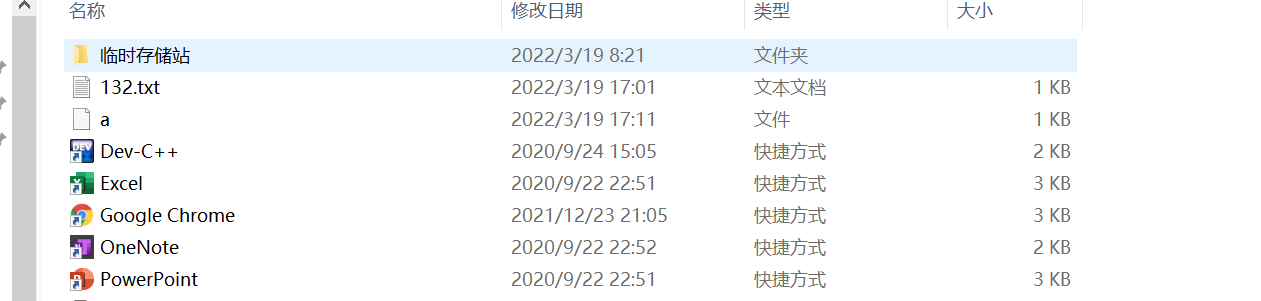 名称 修改日期 类型 大小
临时存储站 2022/3/19 8:21 文件夹
132.txt 2022/3/19 17:01 文本文档 1 KB
a 2022/3/19 17:11 文件 1 KB
Dev-C++ 2020/9/24 15:05 快捷方式 2 KB
Excel 2020/9/22 22:51 快捷方式 3 KB
Google Chrome 2021/12/23 21:05 快捷方式 3 KB
OneNote 2020/9/22 22:52 快捷方式 2 KB
PowerPoint 2020/9/22 22:51 快捷方式 3 KB